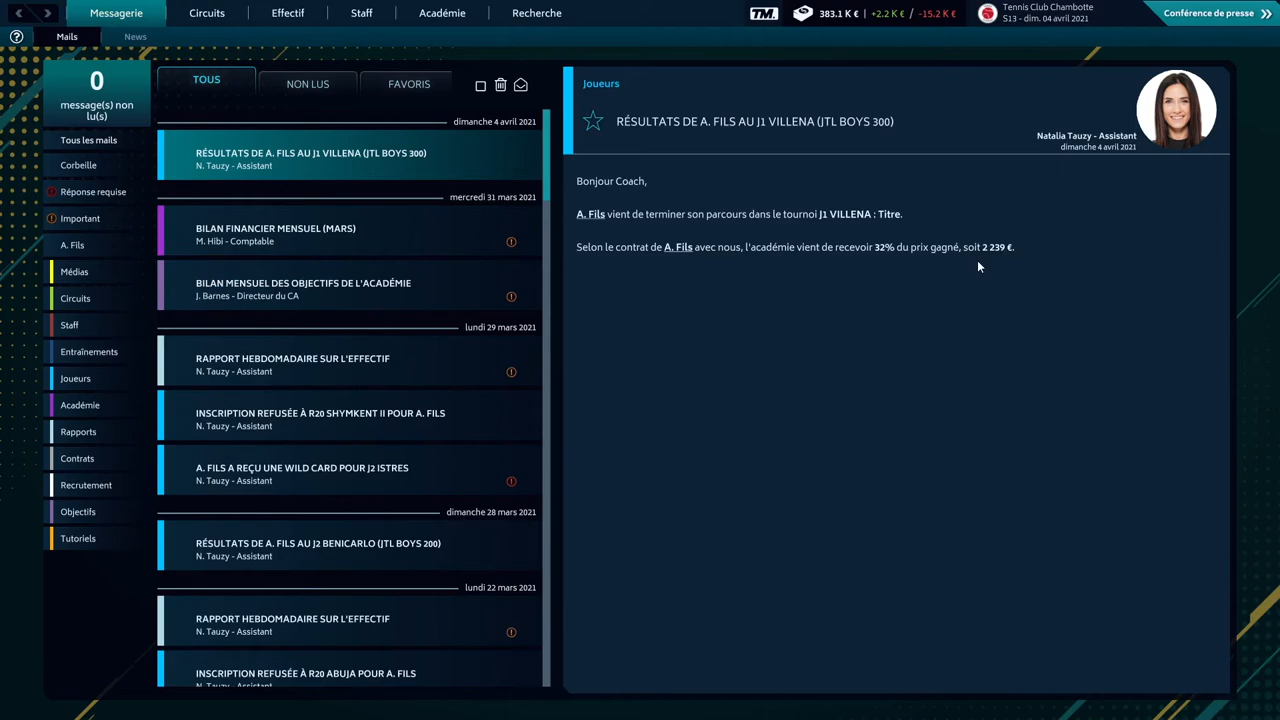 Messagerie
Circuits
Effectif
Staff
Académie
Recherche
TM.
383.1 K € / +2.2 K € / -15.2 K €
Tennis Club Chambotte
S13 - dim. 04 avril 2021
Conférence de presse
Mails
News
0
message(s) non
lu(s)
Tous les mails
Corbeille
Réponse requise
Important
A. Fils
Médias
Circuits
Staff
Entraînements
Joueurs
Académie
Rapports
Contrats
Recrutement
Objectifs
Tutoriels
TOUS
NON LUS
FAVORIS
dimanche 4 avril 2021
RÉSULTATS DE A. FILS AU J1 VILLENA (JTL BOYS 300)
N. Tauzy - Assistant
mercredi 31 mars 2021
BILAN FINANCIER MENSUEL (MARS)
M. Hibi - Comptable
BILAN MENSUEL DES OBJECTIFS DE L'ACADÉMIE
J. Barnes - Directeur du CA
lundi 29 mars 2021
RAPPORT HEBDOMADAIRE SUR L'EFFECTIF
N. Tauzy - Assistant
INSCRIPTION REFUSÉE À R20 SHYMKENT II POUR A. FILS
N. Tauzy - Assistant
A. FILS A REÇU UNE WILD CARD POUR J2 ISTRES
N. Tauzy - Assistant
dimanche 28 mars 2021
RÉSULTATS DE A. FILS AU J2 BENICARLO (JTL BOYS 200)
N. Tauzy - Assistant
lundi 22 mars 2021
RAPPORT HEBDOMADAIRE SUR L'EFFECTIF
N. Tauzy - Assistant
INSCRIPTION REFUSÉE À R20 ABUJA POUR A. FILS
N. Tauzy - Assistant
Joueurs
RÉSULTATS DE A. FILS AU J1 VILLENA (JTL BOYS 300)
Natalia Tauzy - Assistant
dimanche 4 avril 2021
Bonjour Coach,
A. Fils vient de terminer son parcours dans le tournoi J1 VILLENA : Titre.
Selon le contrat de A. Fils avec nous, l'académie vient de recevoir 32% du prix gagné, soit 2 239 €.